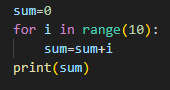 sum=0
for i in range(10):
    sum=sum+i
print(sum)